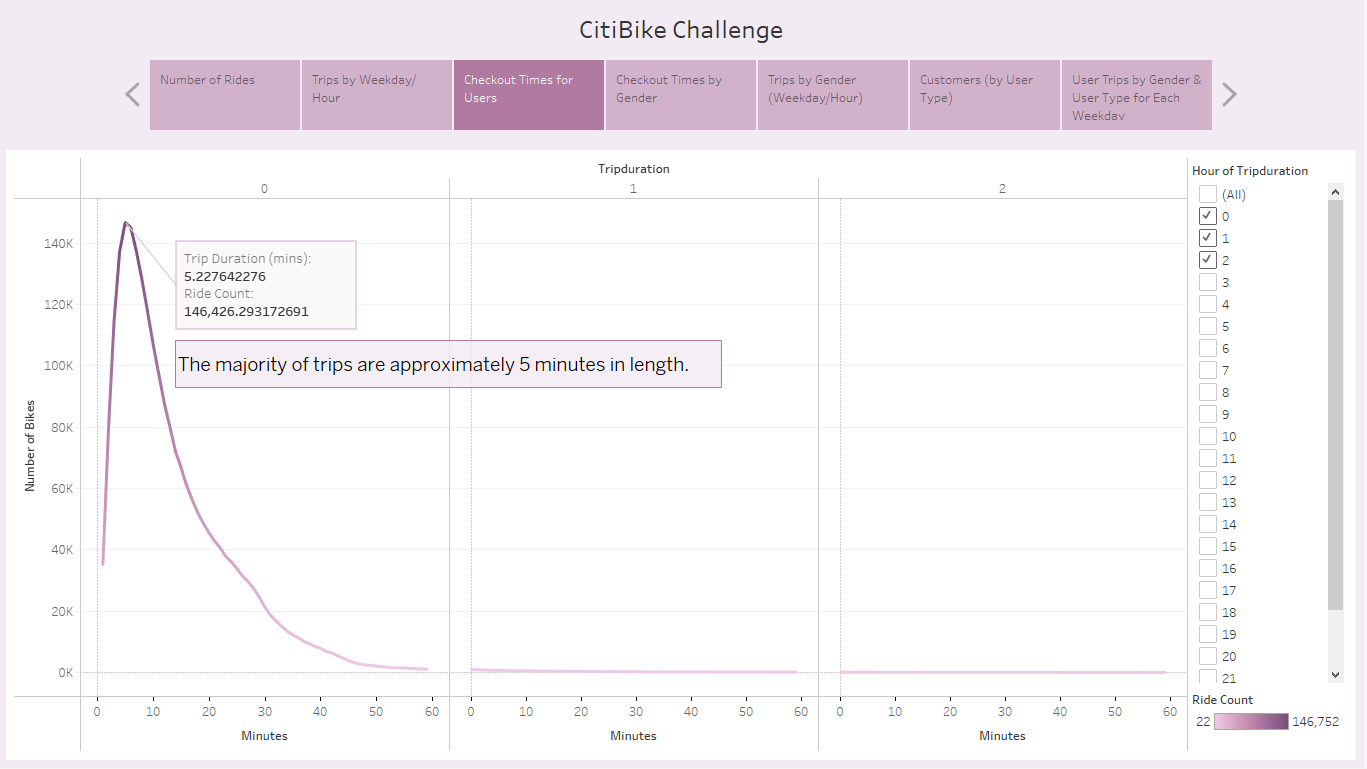 CitiBike Challenge
Number of Rides
Trips by Weekday/
Hour
Checkout Times for
Users
Checkout Times by
Gender
Trips by Gender
(Weekday/Hour)
Customers (by User
Type)
User Trips by Gender &
User Type for Each
Weekday
Tripduration
0
1
2
140K
120K
100K
80K
60K
40K
20K
0K
Number of Bikes
Trip Duration (mins):
5.227642276
Ride Count:
146,426.293172691
The majority of trips are approximately 5 minutes in length.
0 10 20 30 40 50 60
0 10 20 30 40 50 60
0 10 20 30 40 50 60
Minutes
Minutes
Minutes
Hour of Tripduration
(All)
0
1
2
3
4
5
6
7
8
9
10
11
12
13
14
15
16
17
18
19
20
21
Ride Count
22 146,752